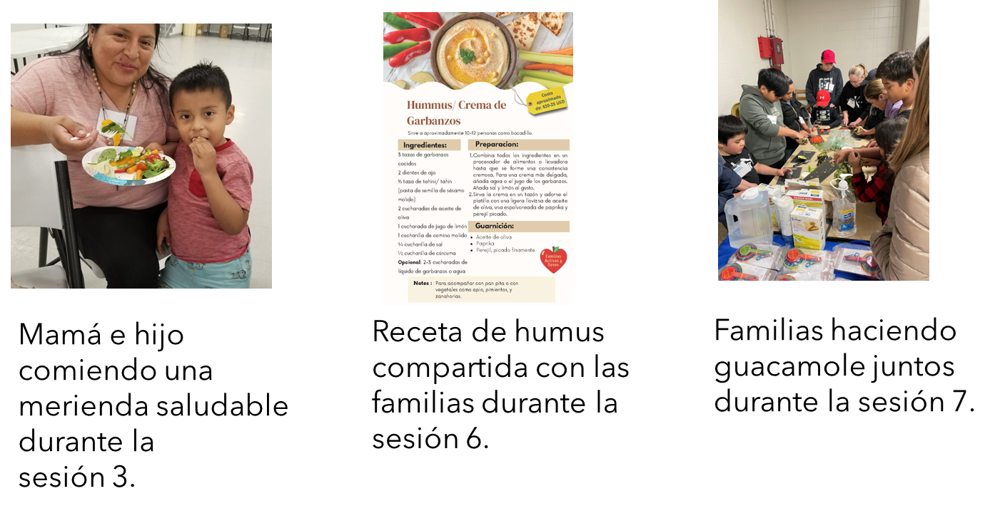 Costo
aproximado
de: $20-25 USD
Hummus/ Crema de
Garbanzos
Sirve a aproximadamente 10-12 personas como bocadillo.
Ingredientes:
3 tazas de garbanzos
cocidos
2 dientes de ajo
⅓ taza de tahini/ tahin
(pasta de semilla de sésamo
molido)
2 cucharadas de aceite de
oliva
1 cucharada de jugo de limón
1 cucharilla de comino molido
¾ cucharilla de sal
½ cucharilla de cúrcuma
Opcional: 2-3 cucharadas de
liquido de garbanzos o agua
Preparacion:
1.Combina todos los ingredientes en un
procesador de alimentos o licuadora
hasta que se forme una consistencia
cremosa. Para una crema más delgada,
añada agua o el jugo de los garbanzos.
Añada sal y limón al gusto.
2.Sirva la crema en un tazón y adorne el
platillo con una ligera llovizna de aceite
de oliva, una espolvoreada de paprika y
perejil picado.
Guarnición:
Aceite de oliva
Paprika
Perejil, picado finamente
Familias
Activas y
Sanas
Notes : Para acompañar con pan pita o con
vegetales como apio, pimientos, y
zanahorias.
Mamá e hijo
comiendo una
merienda saludable
durante la
sesión 3.
Receta de humus
compartida con las
familias durante la
sesión 6.
Familias haciendo
guacamole juntos
durante la sesión 7.